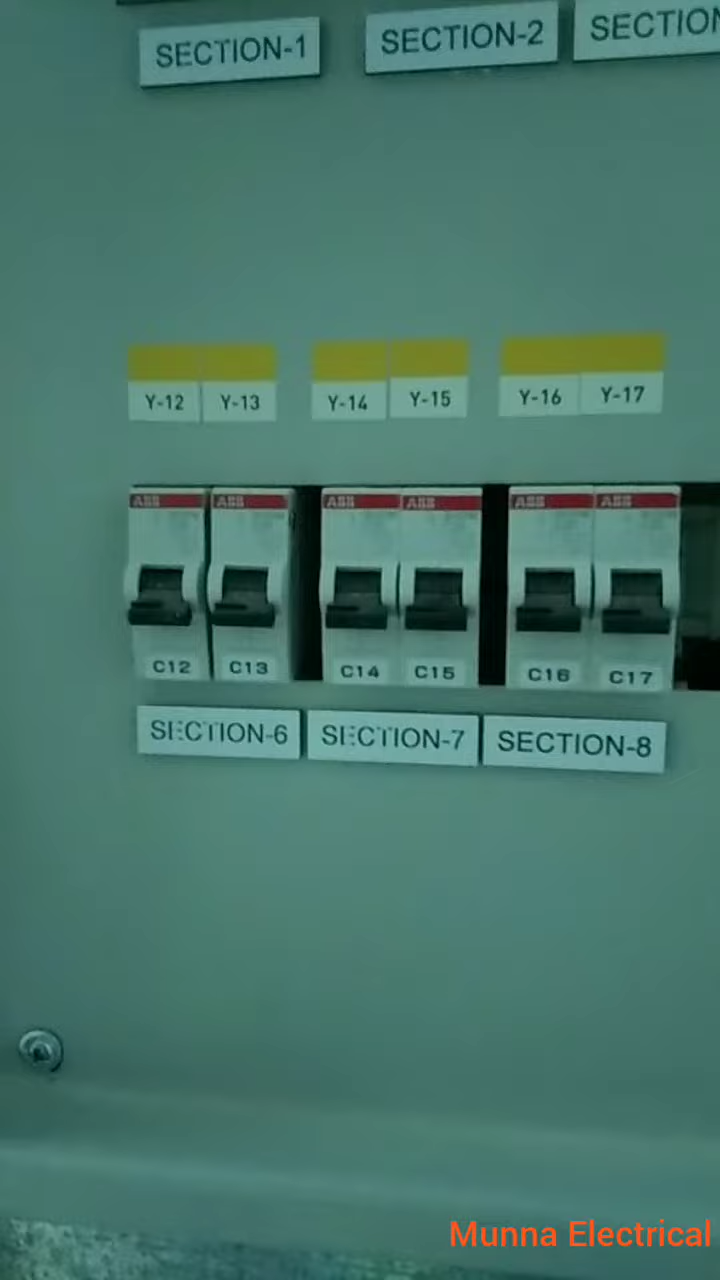 SECTION-1 SECTION-2 SECTION
Y-12 Y-13 Y-14 Y-15 Y-16 Y-17
ABB ABB ABB ABB ABB ABB
C12 C13 C14 C15 C16 C17
SECTION-6 SECTION-7 SECTION-8
Munna Electrical